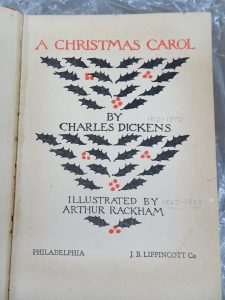 A CHRISTMAS CAROL
BY
CHARLES DICKENS
ILLUSTRATED BY
ARTHUR RACKHAM
PHILADELPHIA J. B. LIPPINCOTT Co